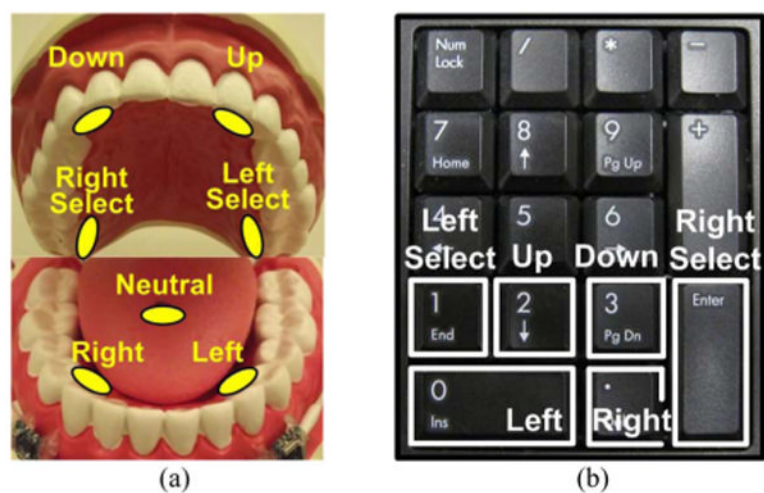 Down Up
Right Left
Select Select
Neutral
Right Left
(a)
Num / * -
Lock
7 8 9 +
Home ↑ Pg Up
4 5 6
Left Right
Select Up Down Select
1 2 3 Enter
End ↓ Pg Dn
0 .
Ins Left Right
(b)